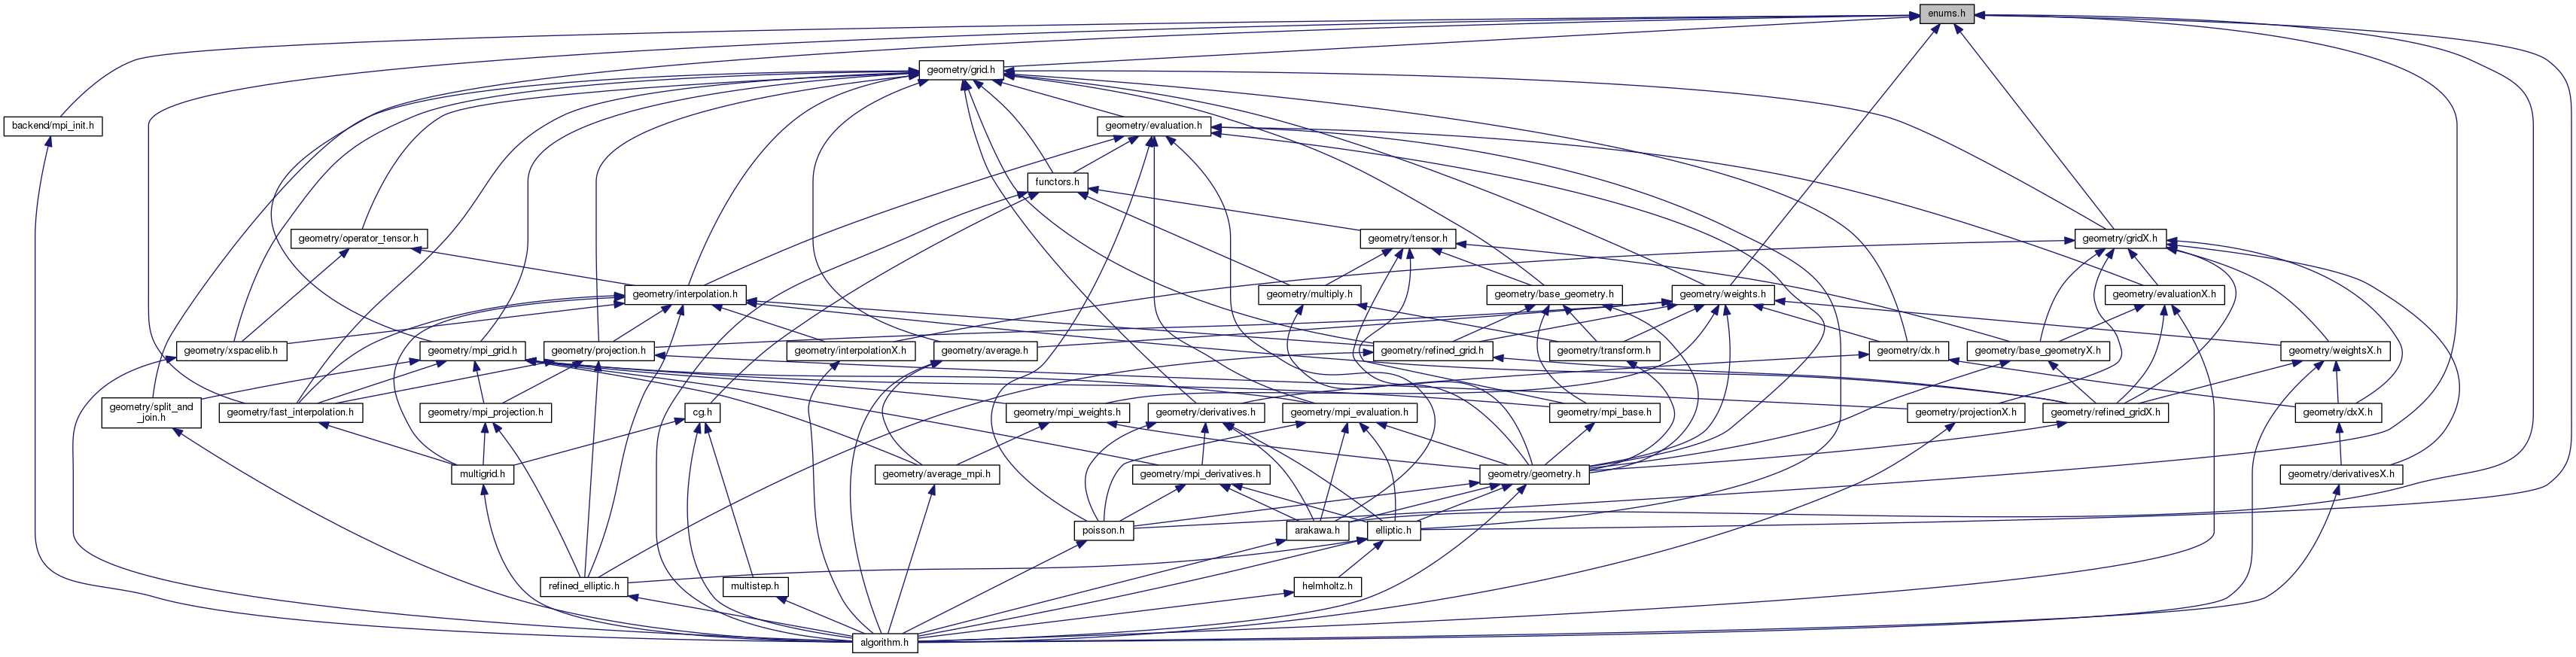 enums.h
geometry/grid.h
backend/mpi_init.h
geometry/evaluation.h
functors.h
geometry/operator_tensor.h
geometry/tensor.h
geometry/gridX.h
geometry/interpolation.h
geometry/multiply.h
geometry/base_geometry.h
geometry/weights.h
geometry/evaluationX.h
geometry/xspacelib.h
geometry/mpi_grid.h
geometry/projection.h
geometry/interpolationX.h
geometry/average.h
geometry/refined_grid.h
geometry/transform.h
geometry/dx.h
geometry/base_geometryX.h
geometry/weightsX.h
geometry/split_and
_join.h
geometry/fast_interpolation.h
geometry/mpi_projection.h
cg.h
geometry/mpi_weights.h
geometry/derivatives.h
geometry/mpi_evaluation.h
geometry/mpi_base.h
geometry/projectionX.h
geometry/refined_gridX.h
geometry/dxX.h
multigrid.h
geometry/average_mpi.h
geometry/mpi_derivatives.h
geometry/geometry.h
geometry/derivativesX.h
poisson.h
arakawa.h
elliptic.h
refined_elliptic.h
multistep.h
helmholtz.h
algorithm.h